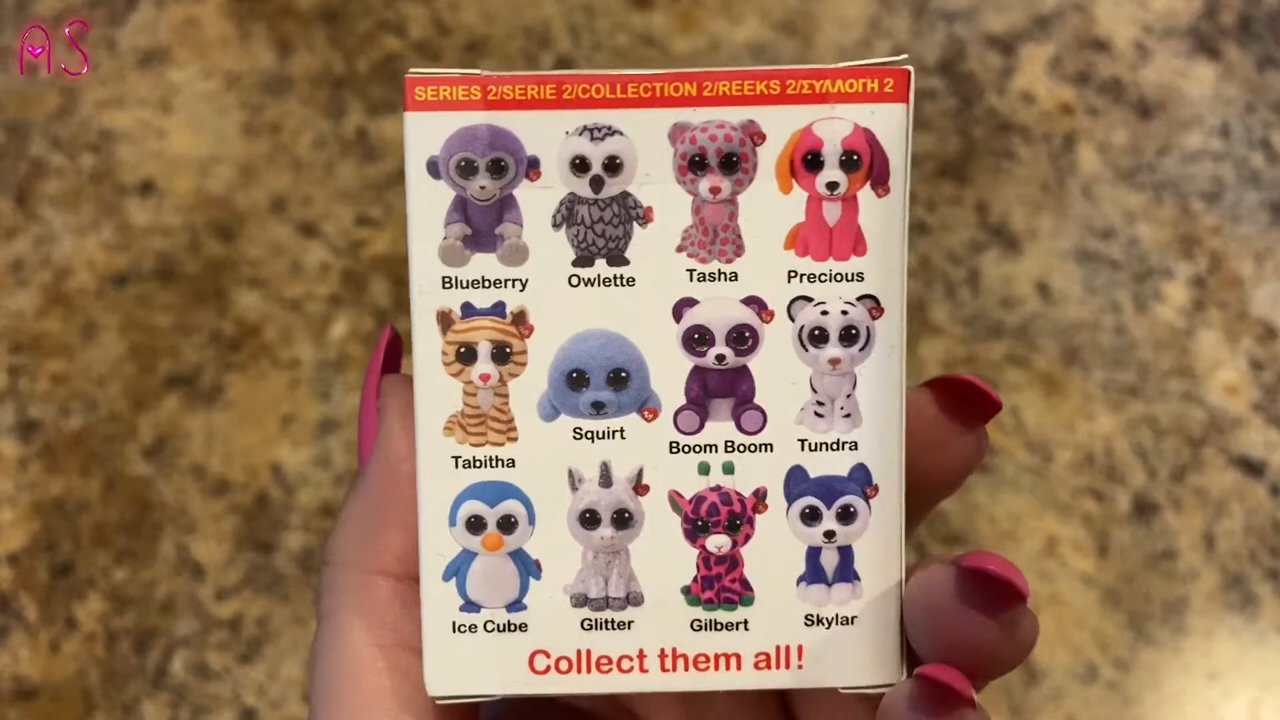 AS
SERIES 2/SERIE 2/COLLECTION 2/REEKS 2/ΣΥΛΛΟΓΗ 2
Blueberry Owlette Tasha Precious
Tabitha Squirt Boom Boom Tundra
Ice Cube Glitter Gilbert Skylar
Collect them all!